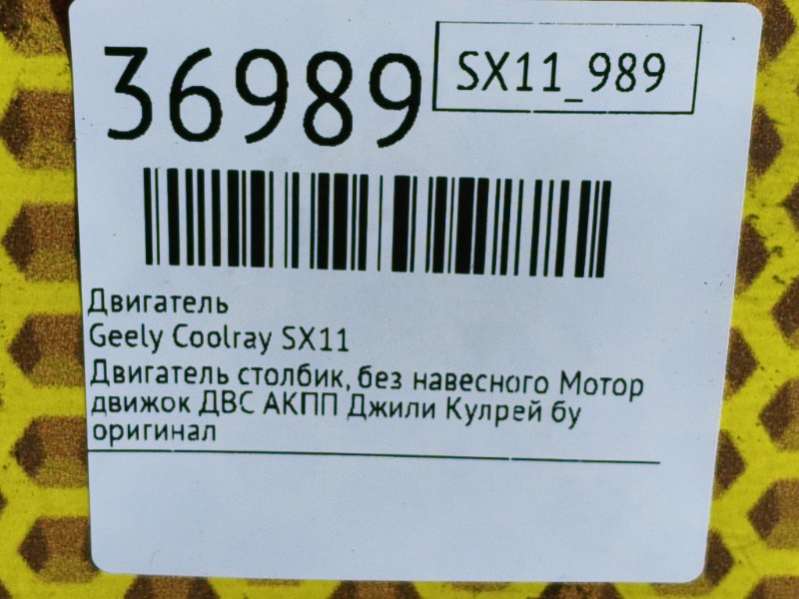 36989
SX11_989
Двигатель
Geely Coolray SX11
Двигатель столбик, без навесного Мотор
движок ДВС АКПП Джили Кулрей бу
оригинал